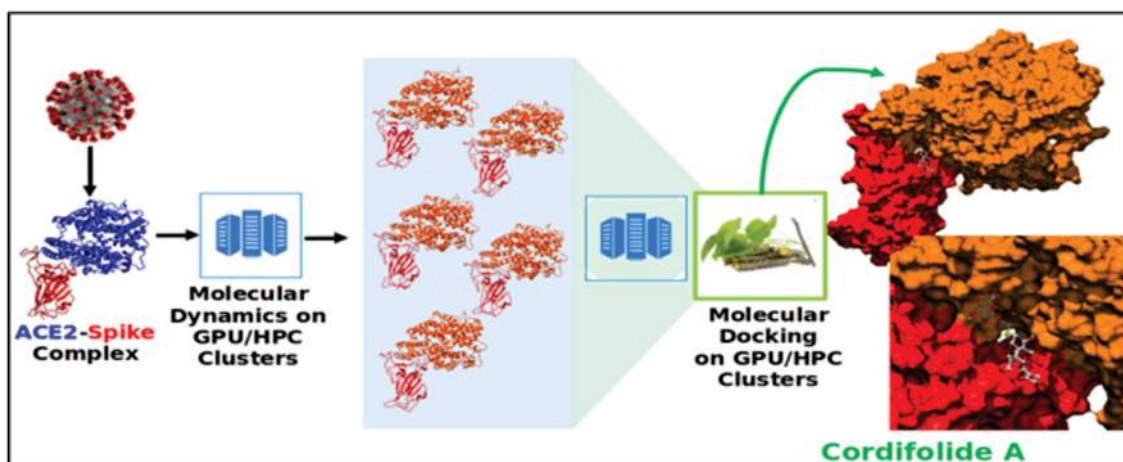 ACE2-Spike
Complex
Molecular
Dynamics on
GPU/HPC
Clusters
Molecular
Docking
on GPU/HPC
Clusters
Cordifolide A